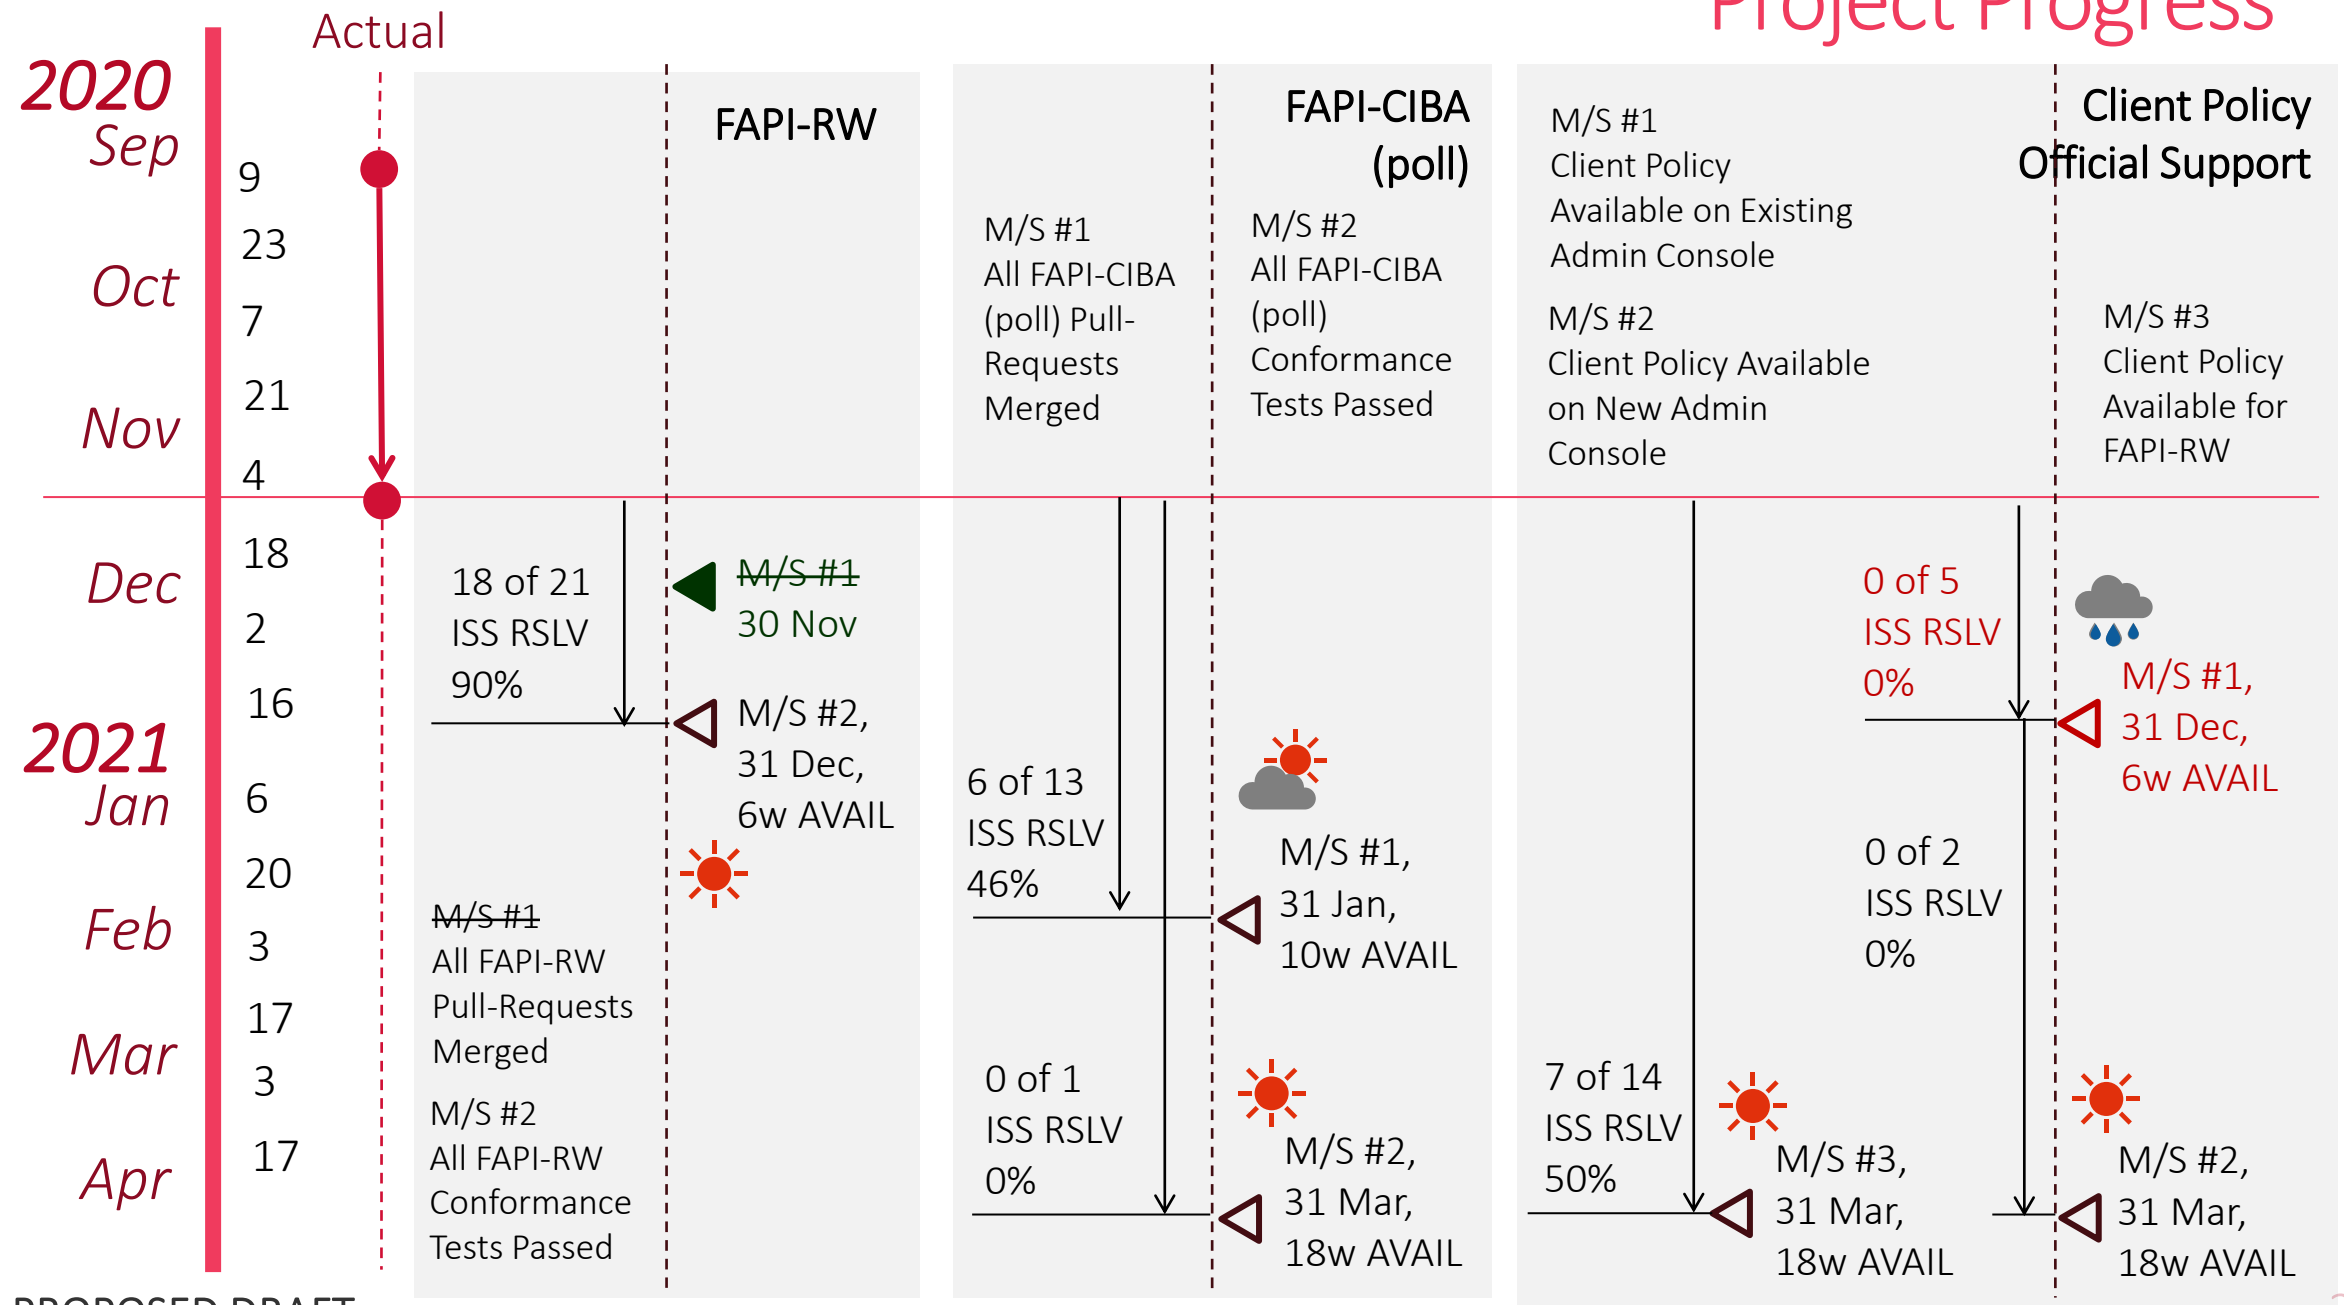 Project Progress
Actual
2020
Sep
Oct
Nov
Dec
2021
Jan
Feb
Mar
Apr
9
23
7
21
4
18
2
16
6
20
3
17
3
17
FAPI-RW
18 of 21
ISS RSLV
90%
M/S #1
30 Nov
M/S #2,
31 Dec,
6w AVAIL
M/S #1
All FAPI-RW
Pull-Requests
Merged
M/S #2
All FAPI-RW
Conformance
Tests Passed
FAPI-CIBA
(poll)
M/S #1
All FAPI-CIBA
(poll) Pull-
Requests
Merged
M/S #2
All FAPI-CIBA
(poll)
Conformance
Tests Passed
6 of 13
ISS RSLV
46%
M/S #1,
31 Jan,
10w AVAIL
0 of 1
ISS RSLV
0%
M/S #2,
31 Mar,
18w AVAIL
Client Policy
Official Support
M/S #1
Client Policy
Available on Existing
Admin Console
M/S #2
Client Policy Available
on New Admin
Console
M/S #3
Client Policy
Available for
FAPI-RW
0 of 5
ISS RSLV
0%
M/S #1,
31 Dec,
6w AVAIL
0 of 2
ISS RSLV
0%
7 of 14
ISS RSLV
50%
M/S #3,
31 Mar,
18w AVAIL
M/S #2,
31 Mar,
18w AVAIL
PROPOSED DRAFT